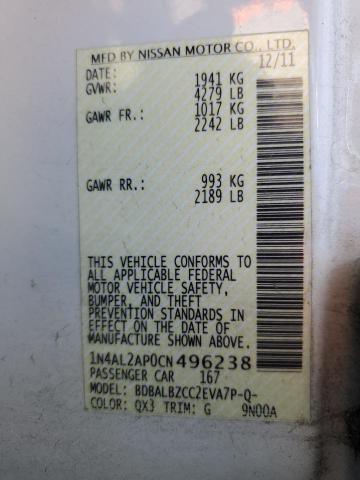 MFD BY NISSAN MOTOR CO., LTD.
DATE: 12/11
GVWR: 1941 KG
4279 LB
GAWR FR.: 1017 KG
2242 LB
GAWR RR.: 993 KG
2189 LB
THIS VEHICLE CONFORMS TO
ALL APPLICABLE FEDERAL
MOTOR VEHICLE SAFETY,
BUMPER, AND THEFT
PREVENTION STANDARDS IN
EFFECT ON THE DATE OF
MANUFACTURE SHOWN ABOVE.
1N4AL2AP0CN496238
PASSENGER CAR 167
MODEL: BDBALBZCC2EVA7P-Q-
COLOR: QX3 TRIM: G 9N00A